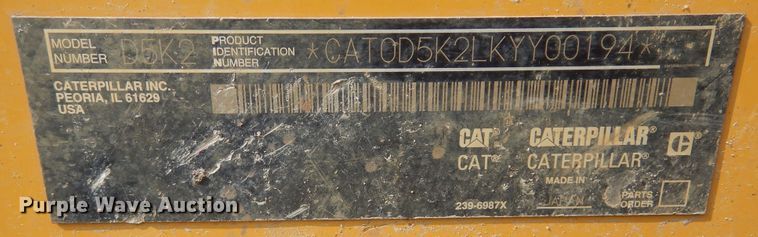 MODEL NUMBER D5K2 PRODUCT IDENTIFICATION NUMBER *CAT0D5K2LKYY00194*
CATERPILLAR INC.
PEORIA, IL 61629
USA
CAT® CATERPILLAR® C
CAT® CATERPILLAR®
MADE IN
JAPAN
239-6987X
PARTS ORDER
Purple Wave Auction®